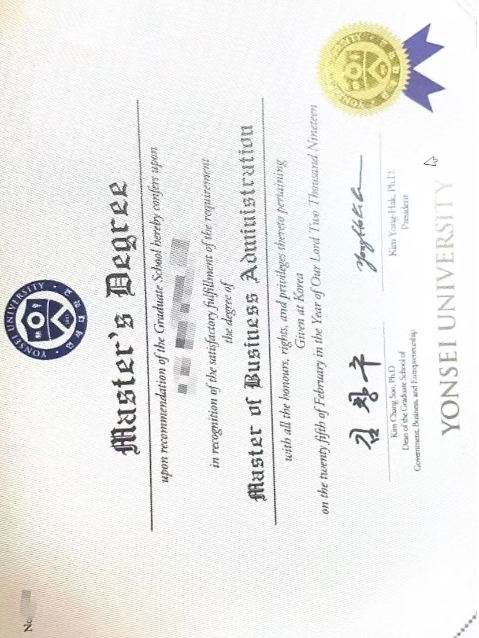 No
YONSEI UNIVERSITY
Master's Degree
upon recommendation of the Graduate School hereby confers upon
in recognition of the satisfactory fulfillment of the requirement
the degree of
Master of Business Administration
with all the honours, rights, and privileges thereto pertaining
Given at Korea
on the twenty fifth of February in the Year of Our Lord Two Thousand Nineteen
김 창 수
Kim Chang Soo, Ph.D.
Dean of the Graduate School of
Government, Business, and Entrepreneurship
Kim Yong-Hak, Ph.D.
President
YONSEI UNIVERSITY